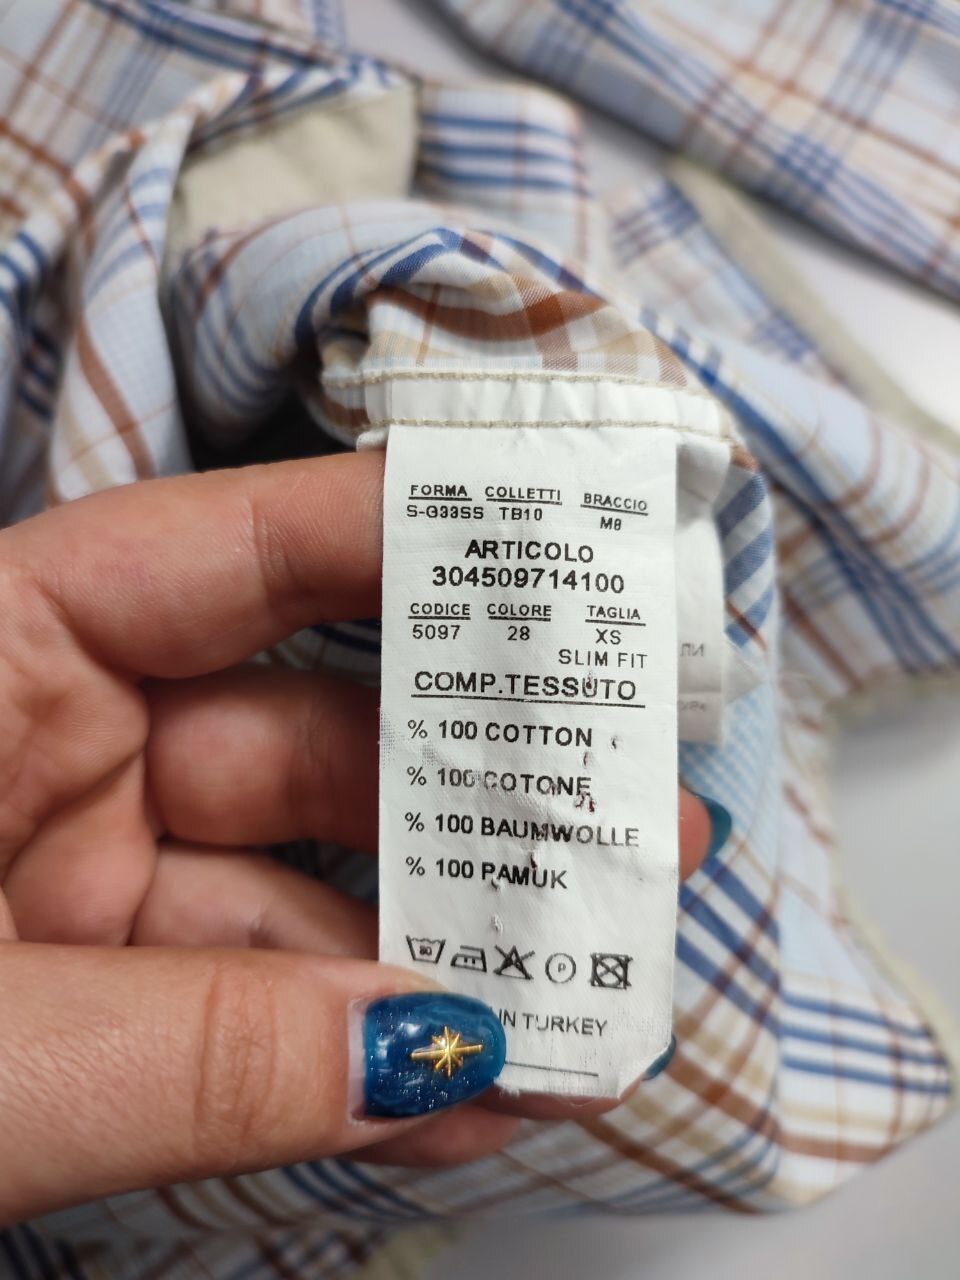 FORMA COLLETTI BRACCIO
S-G33SS TB10 M8
ARTICOLO
304509714100
CODICE COLORE TAGLIA
5097 28 XS
SLIM FIT
COMP.TESSUTO
% 100 COTTON
% 100 COTONE
% 100 BAUMWOLLE
% 100 PAMUK
P
IN TURKEY